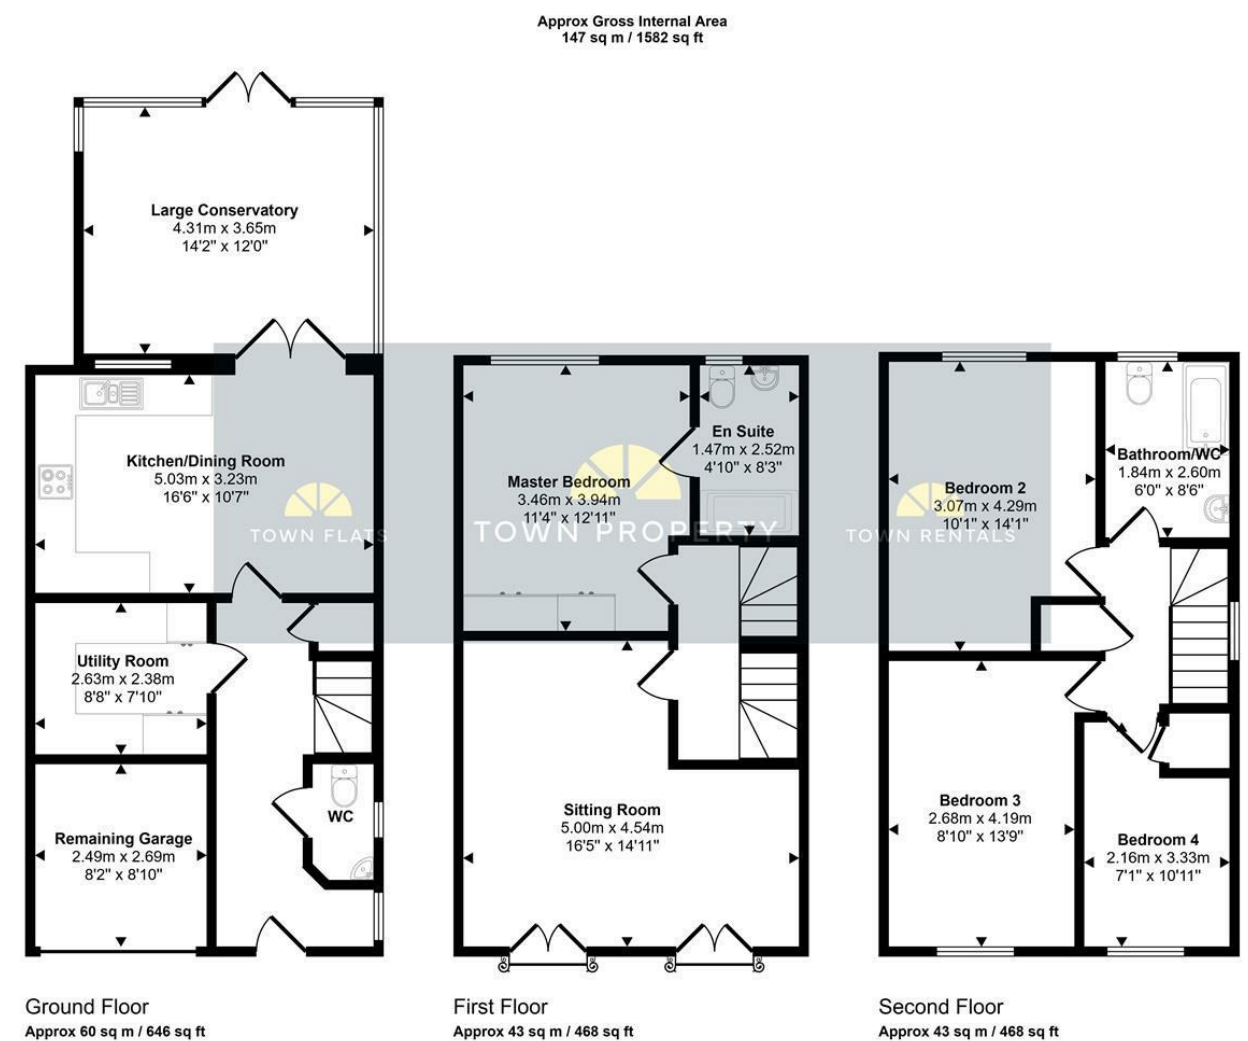 Approx Gross Internal Area
147 sq m / 1582 sq ft
Large Conservatory
4.31m x 3.65m
14'2" x 12'0"
Kitchen/Dining Room
5.03m x 3.23m
16'6" x 10'7"
TOWN FLATS
Utility Room
2.63m x 2.38m
8'8" x 7'10"
Remaining Garage
2.49m x 2.69m
8'2" x 8'10"
WC
Ground Floor
Approx 60 sq m / 646 sq ft
Master Bedroom
3.46m x 3.94m
11'4" x 12'11"
En Suite
1.47m x 2.52m
4'10" x 8'3"
TOWN PROPERTY
Sitting Room
5.00m x 4.54m
16'5" x 14'11"
First Floor
Approx 43 sq m / 468 sq ft
Bedroom 2
3.07m x 4.29m
10'1" x 14'1"
TOWN RENTALS
Bathroom/WC
1.84m x 2.60m
6'0" x 8'6"
Bedroom 3
2.68m x 4.19m
8'10" x 13'9"
Bedroom 4
2.16m x 3.33m
7'1" x 10'11"
Second Floor
Approx 43 sq m / 468 sq ft